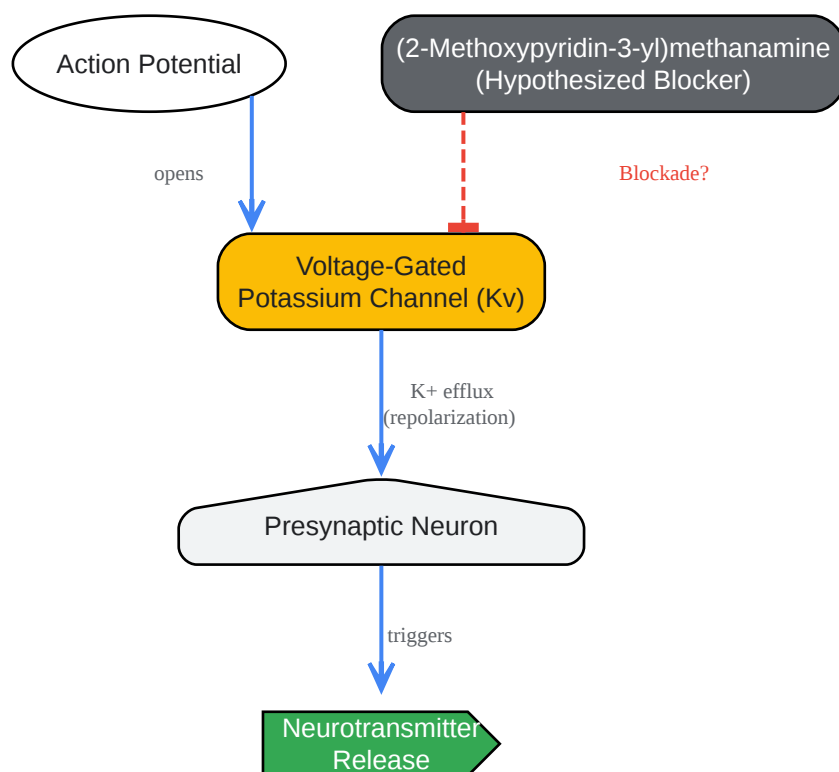 Action Potential
(2-Methoxypyridin-3-yl)methanamine
(Hypothesized Blocker)
opens
Blockade?
Voltage-Gated
Potassium Channel (Kv)
K+ efflux
(repolarization)
Presynaptic Neuron
triggers
Neurotransmitter
Release